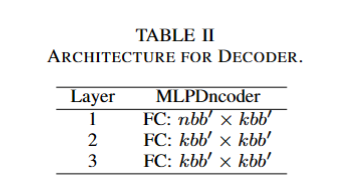 TABLE II
ARCHITECTURE FOR DECODER.
Layer MLPDncoder
1 FC: nbb′ × kbb′
2 FC: kbb′ × kbb′
3 FC: kbb′ × kbb′